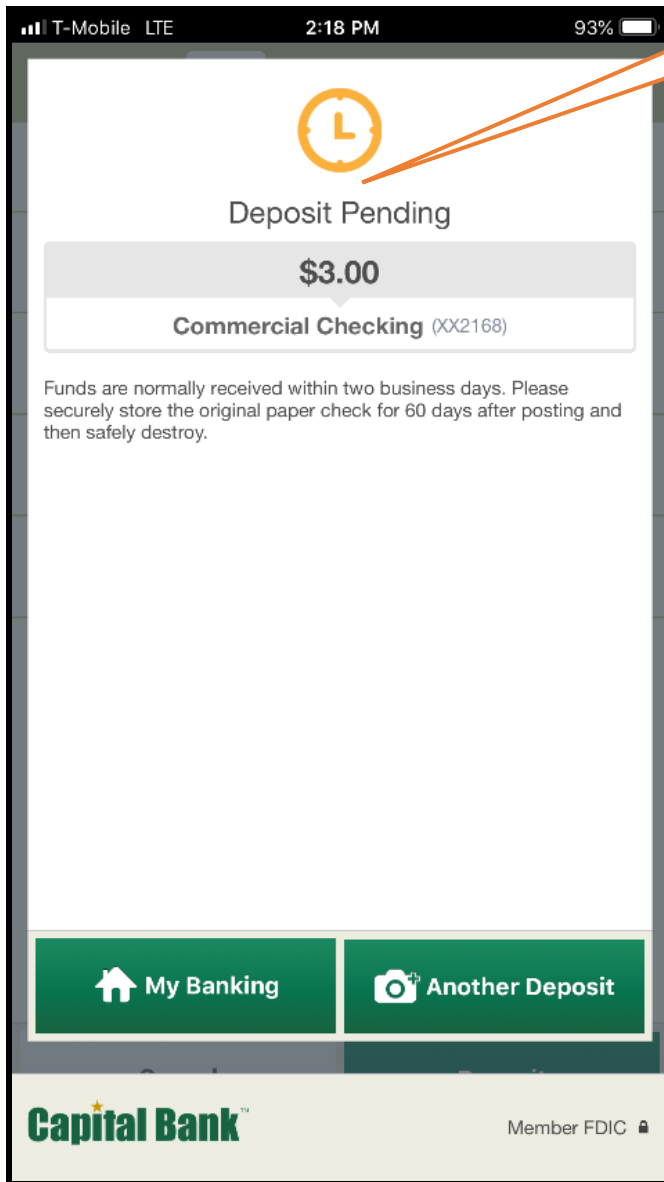 T-Mobile LTE 2:18 PM 93%
Deposit Pending
$3.00
Commercial Checking (XX2168)
Funds are normally received within two business days. Please
securely store the original paper check for 60 days after posting and
then safely destroy.
My Banking Another Deposit
Capital Bank™ Member FDIC